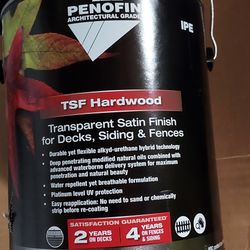 PENOFIN
ARCHITECTURAL GRADE
IPE
TSF Hardwood
Transparent Satin Finish
for Decks, Siding & Fences
• Durable yet flexible alkyd-urethane hybrid technology
• Deep penetrating modified natural oils combined with
advanced waterborne delivery system for maximum
penetration and natural beauty
• Water repellent yet breathable formulation
• Platinum level UV protection
• Easy reapplication: No need to sand or chemically
strip before re-coating
SATISFACTION GUARANTEED
2 YEARS
ON DECKS
4 YEARS
ON FENCES
& SIDING